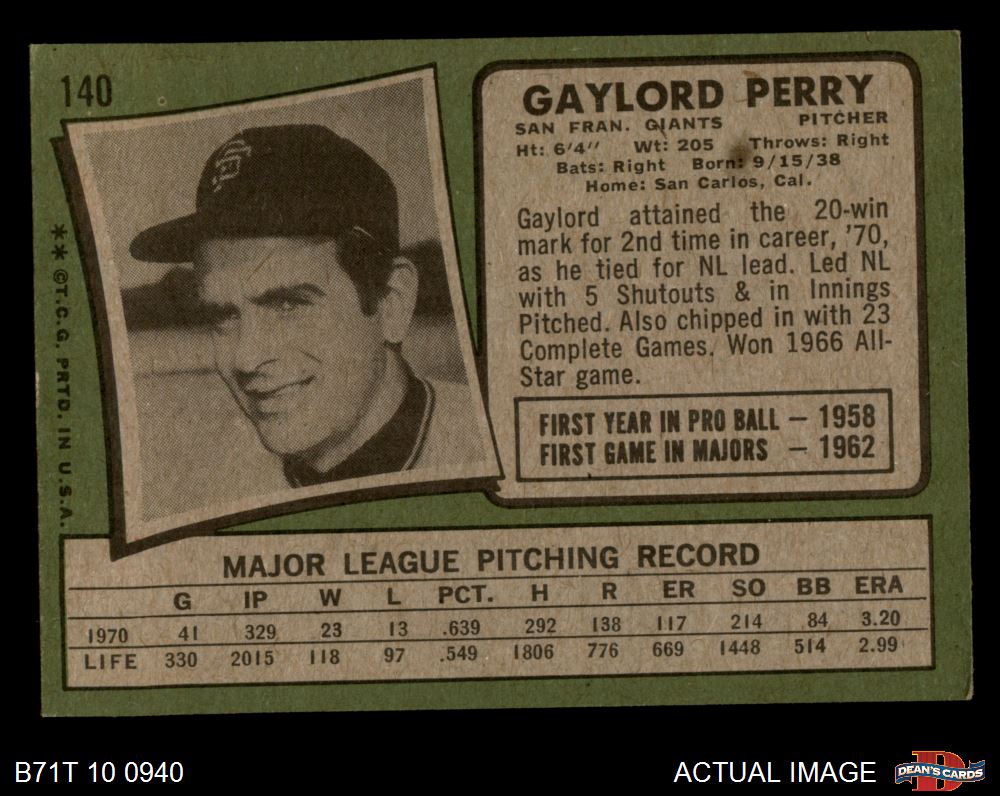 140
GAYLORD PERRY
SAN FRAN. GIANTS PITCHER
Ht: 6'4" Wt: 205 Throws: Right
Bats: Right Born: 9/15/38
Home: San Carlos, Cal.
Gaylord attained the 20-win
mark for 2nd time in career, '70,
as he tied for NL lead. Led NL
with 5 Shutouts & in Innings
Pitched. Also chipped in with 23
Complete Games. Won 1966 All-
Star game.
FIRST YEAR IN PRO BALL — 1958
FIRST GAME IN MAJORS — 1962
SF
** ©T.C.G. PRTD. IN U.S.A.
MAJOR LEAGUE PITCHING RECORD
G IP W L PCT. H R ER SO BB ERA
1970 41 329 23 13 .639 292 138 117 214 84 3.20
LIFE 330 2015 118 97 .549 1806 776 669 1448 514 2.99
B71T 10 0940
ACTUAL IMAGE
D
DEAN'S CARDS